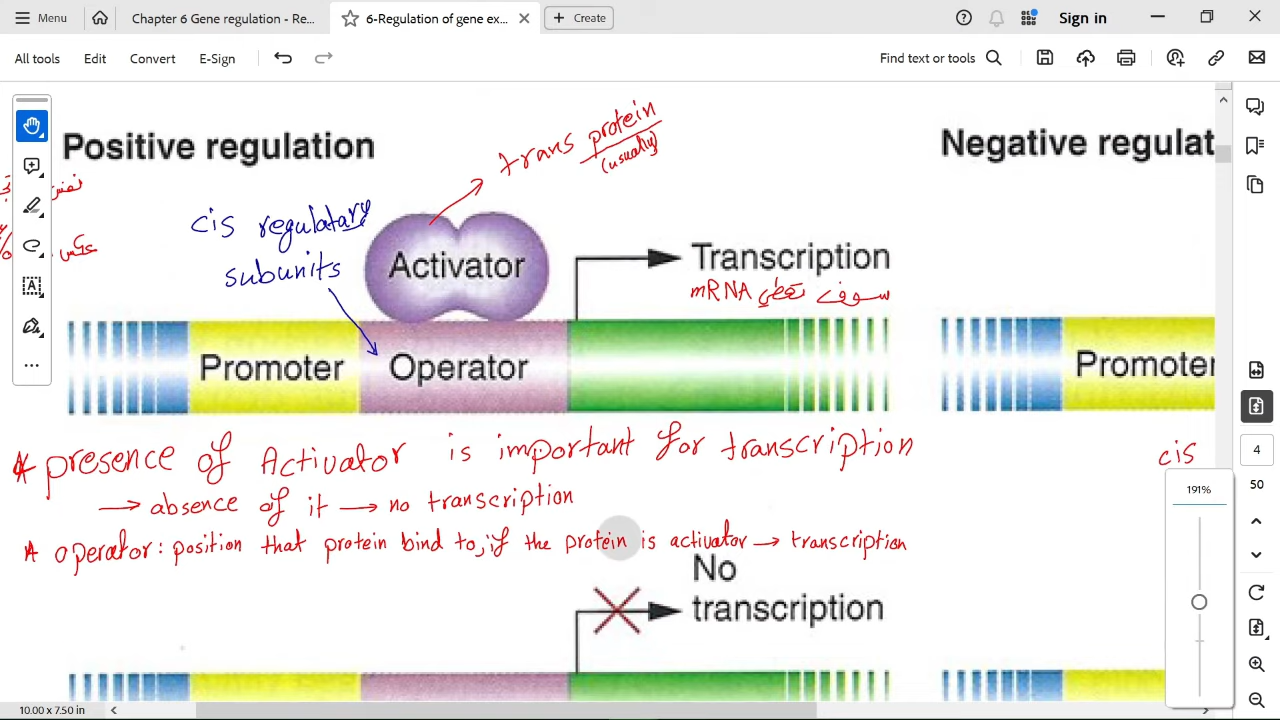 Menu
Chapter 6 Gene regulation - Re...
6-Regulation of gene ex...
Create
Sign in
All tools
Edit
Convert
E-Sign
Find text or tools
Positive regulation
Negative regulat
trans protein
(usually)
cis regulatary
subunits
عكس
Activator
Transcription
سوف تعطي mRNA
Promoter
Operator
Promoter
presence of Activator is important for transcription
→ absence of it → no transcription
cis
operator: position that protein bind to, if the protein is activator → transcription
No
transcription
4
50
191%
10.00 x 7.50 in